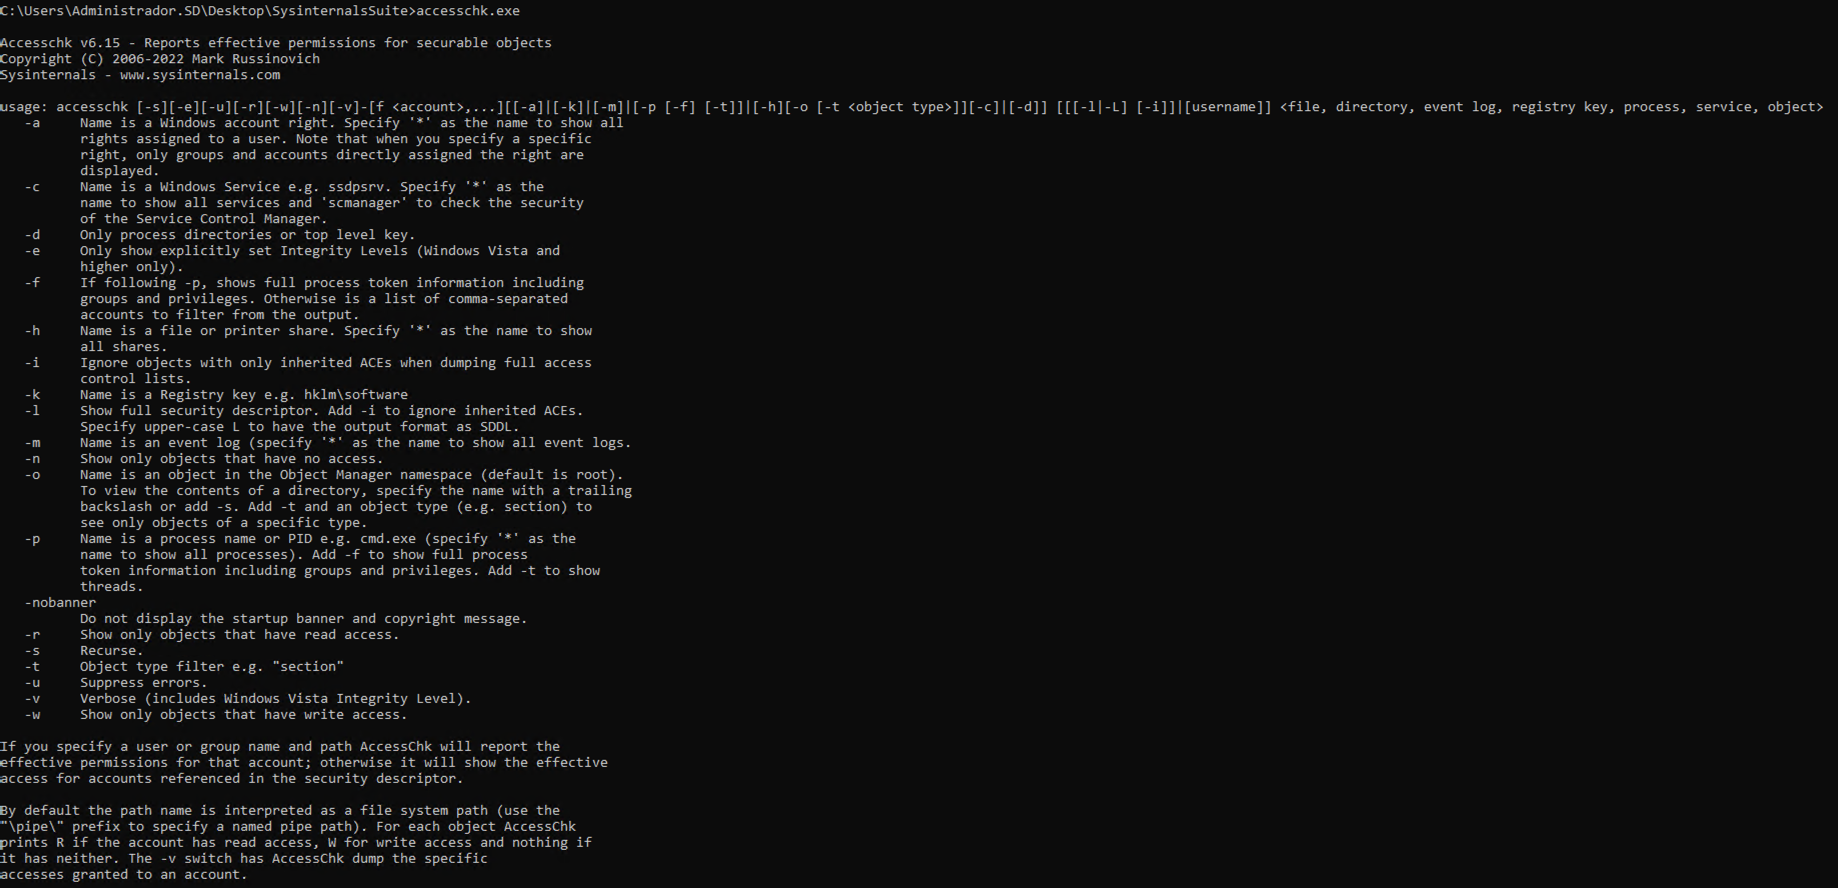 C:\Users\Administrador.SD\Desktop\SysinternalsSuite>accesschk.exe
Accesschk v6.15 - Reports effective permissions for securable objects
Copyright (C) 2006-2022 Mark Russinovich
Sysinternals - www.sysinternals.com
usage: accesschk [-s][-e][-u][-r][-w][-n][-v]-[f <account>,...][[-a]|[-k]|[-m]|[-p [-f] [-t]]|[-h][-o [-t <object type>]][-c]|[-d]] [[[-l|-L] [-i]]|[username]] <file, directory, event log, registry key, process, service, object>
-a Name is a Windows account right. Specify '*' as the name to show all
rights assigned to a user. Note that when you specify a specific
right, only groups and accounts directly assigned the right are
displayed.
-c Name is a Windows Service e.g. ssdpsrv. Specify '*' as the
name to show all services and 'scmanager' to check the security
of the Service Control Manager.
-d Only process directories or top level key.
-e Only show explicitly set Integrity Levels (Windows Vista and
higher only).
-f If following -p, shows full process token information including
groups and privileges. Otherwise is a list of comma-separated
accounts to filter from the output.
-h Name is a file or printer share. Specify '*' as the name to show
all shares.
-i Ignore objects with only inherited ACEs when dumping full access
control lists.
-k Name is a Registry key e.g. hklm\software
-l Show full security descriptor. Add -i to ignore inherited ACEs.
Specify upper-case L to have the output format as SDDL.
-m Name is an event log (specify '*' as the name to show all event logs.
-n Show only objects that have no access.
-o Name is an object in the Object Manager namespace (default is root).
To view the contents of a directory, specify the name with a trailing
backslash or add -s. Add -t and an object type (e.g. section) to
see only objects of a specific type.
-p Name is a process name or PID e.g. cmd.exe (specify '*' as the
name to show all processes). Add -f to show full process
token information including groups and privileges. Add -t to show
threads.
-nobanner
Do not display the startup banner and copyright message.
-r Show only objects that have read access.
-s Recurse.
-t Object type filter e.g. "section"
-u Suppress errors.
-v Verbose (includes Windows Vista Integrity Level).
-w Show only objects that have write access.
If you specify a user or group name and path AccessChk will report the
effective permissions for that account; otherwise it will show the effective
access for accounts referenced in the security descriptor.
By default the path name is interpreted as a file system path (use the
"\pipe\" prefix to specify a named pipe path). For each object AccessChk
prints R if the account has read access, W for write access and nothing if
it has neither. The -v switch has AccessChk dump the specific
accesses granted to an account.